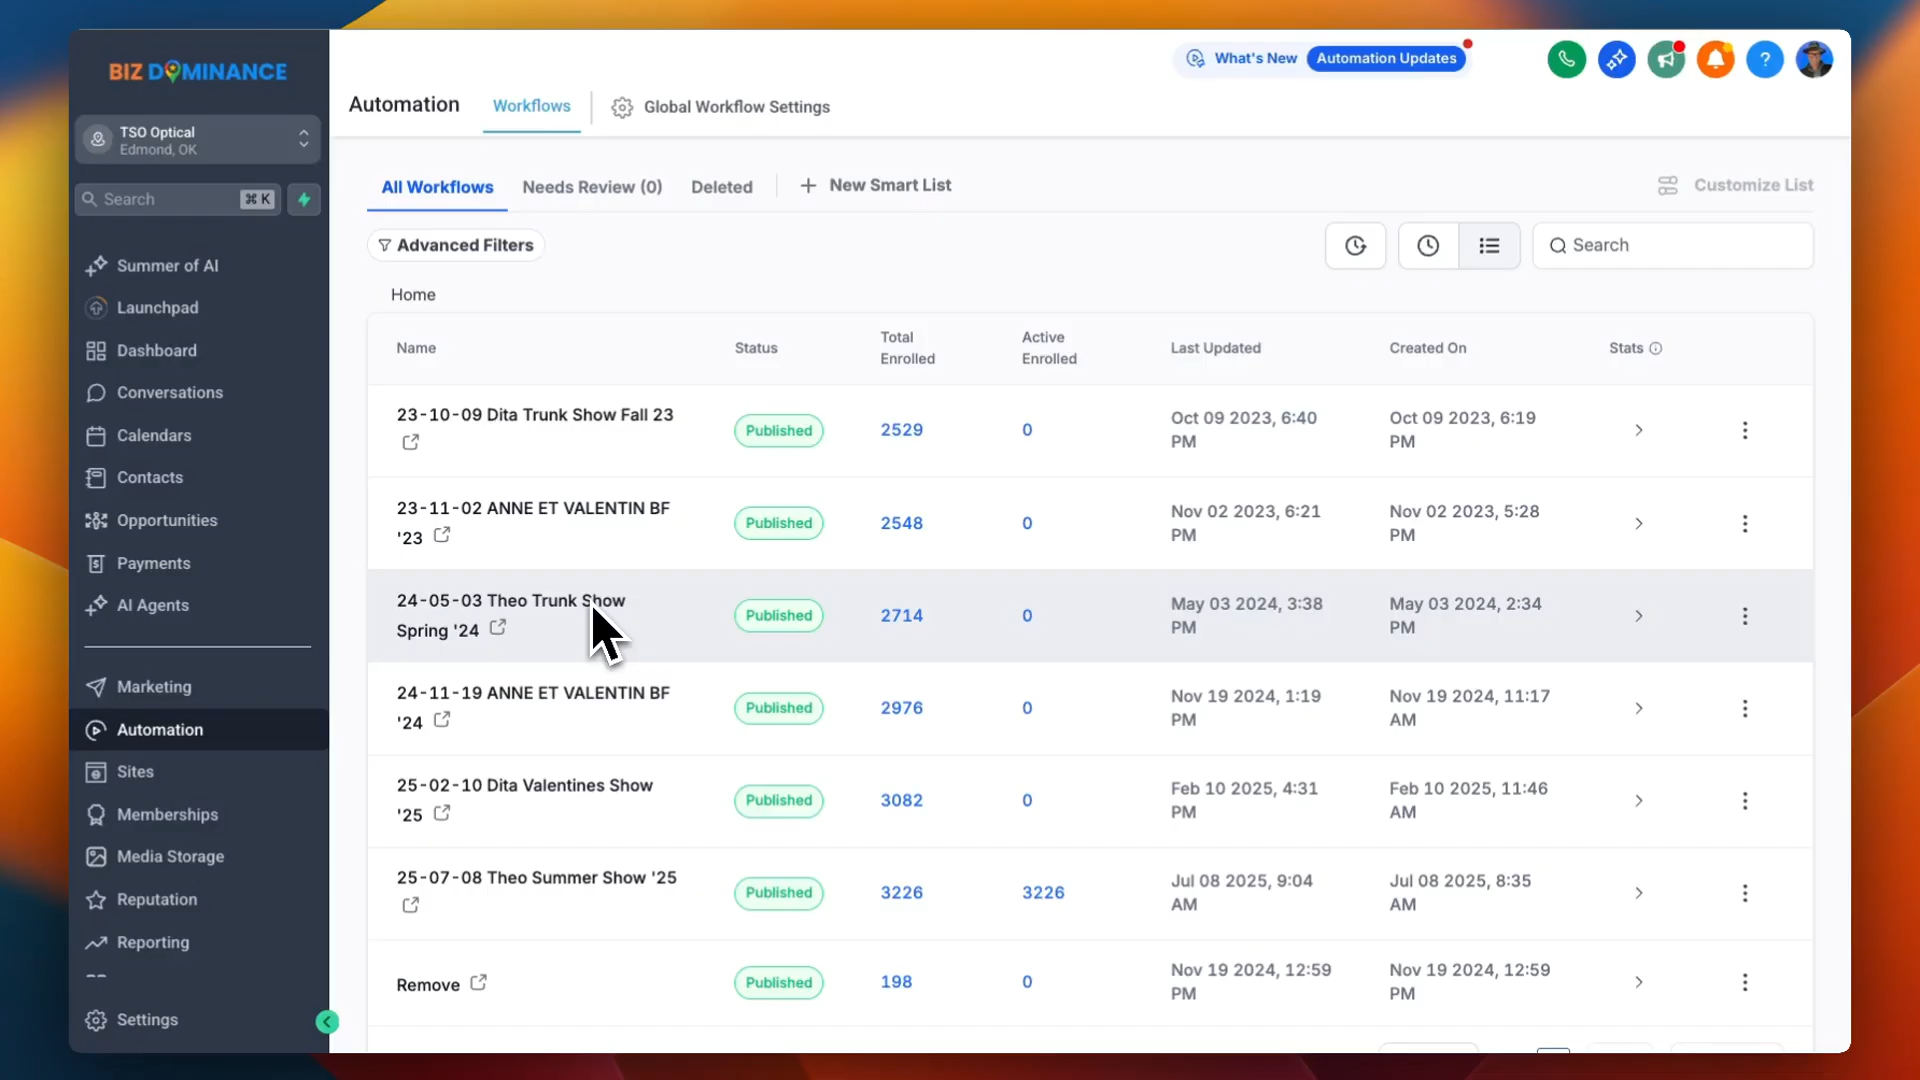 BIZ DOMINANCE
TSO Optical
Edmond, OK
Search
⌘ K
Summer of AI
Launchpad
Dashboard
Conversations
Calendars
Contacts
Opportunities
Payments
AI Agents
Marketing
Automation
Sites
Memberships
Media Storage
Reputation
Reporting
Settings
What's New
Automation Updates
?
Automation
Workflows
Global Workflow Settings
All Workflows
Needs Review (0)
Deleted
+ New Smart List
Customize List
Advanced Filters
Search
Home
Name
Status
Total
Enrolled
Active
Enrolled
Last Updated
Created On
Stats
23-10-09 Dita Trunk Show Fall 23
Published
2529
0
Oct 09 2023, 6:40
PM
Oct 09 2023, 6:19
PM
23-11-02 ANNE ET VALENTIN BF
'23
Published
2548
0
Nov 02 2023, 6:21
PM
Nov 02 2023, 5:28
PM
24-05-03 Theo Trunk Show
Spring '24
Published
2714
0
May 03 2024, 3:38
PM
May 03 2024, 2:34
PM
24-11-19 ANNE ET VALENTIN BF
'24
Published
2976
0
Nov 19 2024, 1:19
PM
Nov 19 2024, 11:17
AM
25-02-10 Dita Valentines Show
'25
Published
3082
0
Feb 10 2025, 4:31
PM
Feb 10 2025, 11:46
AM
25-07-08 Theo Summer Show '25
Published
3226
3226
Jul 08 2025, 9:04
AM
Jul 08 2025, 8:35
AM
Remove
Published
198
0
Nov 19 2024, 12:59
PM
Nov 19 2024, 12:59
PM